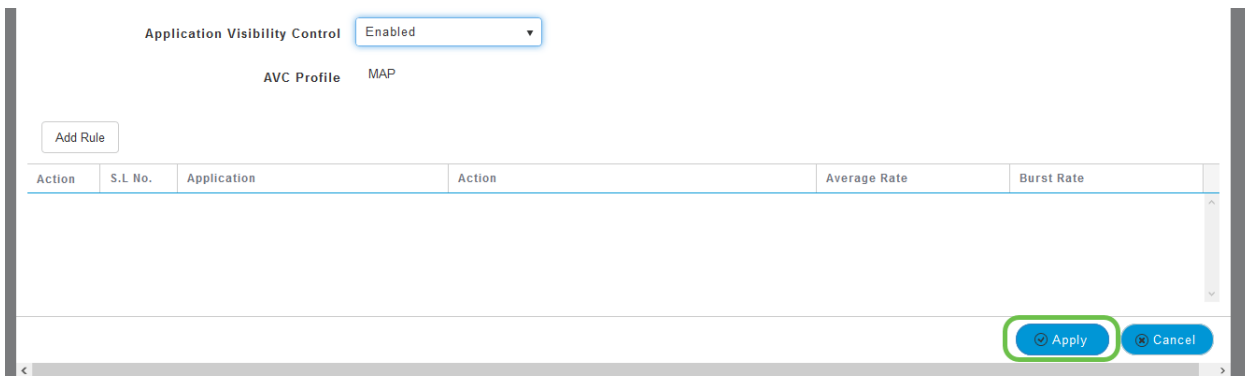 Application Visibility Control Enabled
AVC Profile MAP
Add Rule
Action S.L No. Application Action Average Rate Burst Rate
Apply Cancel